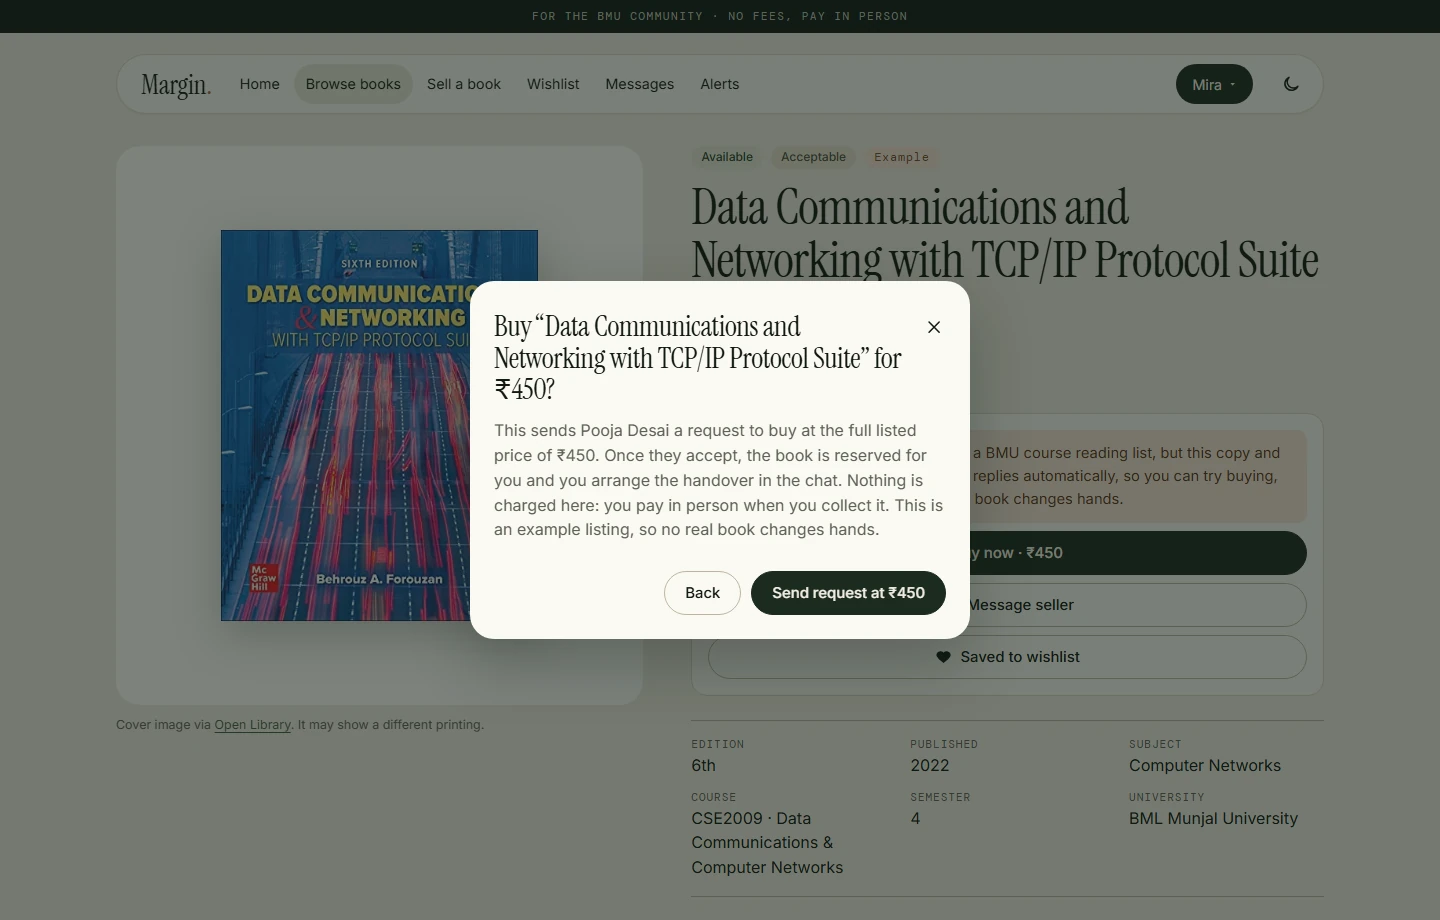 FOR THE BMU COMMUNITY · NO FEES, PAY IN PERSON
Margin.
Home
Browse books
Sell a book
Wishlist
Messages
Alerts
Mira
Available
Acceptable
Example
Data Communications and
Networking with TCP/IP Protocol Suite
SIXTH EDITION
DATA COMMUNICATIO
& NETWORKING
WITH TCP/IP PROTOCOL SUI
Mc
Graw
Hill
Behrouz A. Forouzan
Buy “Data Communications and
Networking with TCP/IP Protocol Suite” for
₹450?
This sends Pooja Desai a request to buy at the full listed
price of ₹450. Once they accept, the book is reserved for
you and you arrange the handover in the chat. Nothing is
charged here: you pay in person when you collect it. This is
an example listing, so no real book changes hands.
Back
Send request at ₹450
a BMU course reading list, but this copy and
replies automatically, so you can try buying,
book changes hands.
y now · ₹450
Message seller
Saved to wishlist
Cover image via Open Library. It may show a different printing.
EDITION
6th
PUBLISHED
2022
SUBJECT
Computer Networks
COURSE
CSE2009 · Data
Communications &
Computer Networks
SEMESTER
4
UNIVERSITY
BML Munjal University